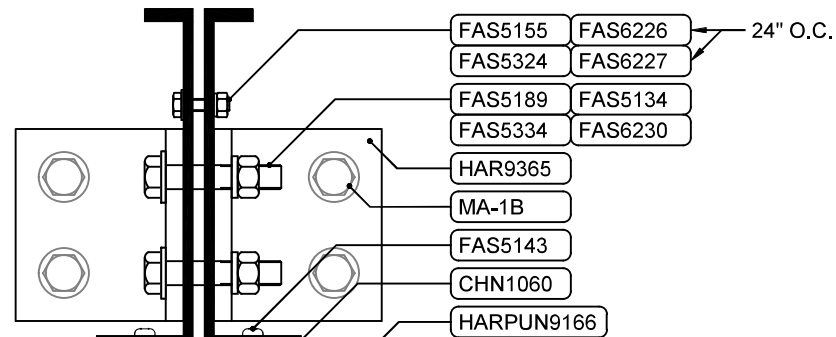 FAS5155 FAS6226 24" O.C.
FAS5324 FAS6227
FAS5189 FAS5134
FAS5334 FAS6230
HAR9365
MA-1B
FAS5143
CHN1060
HARPUN9166